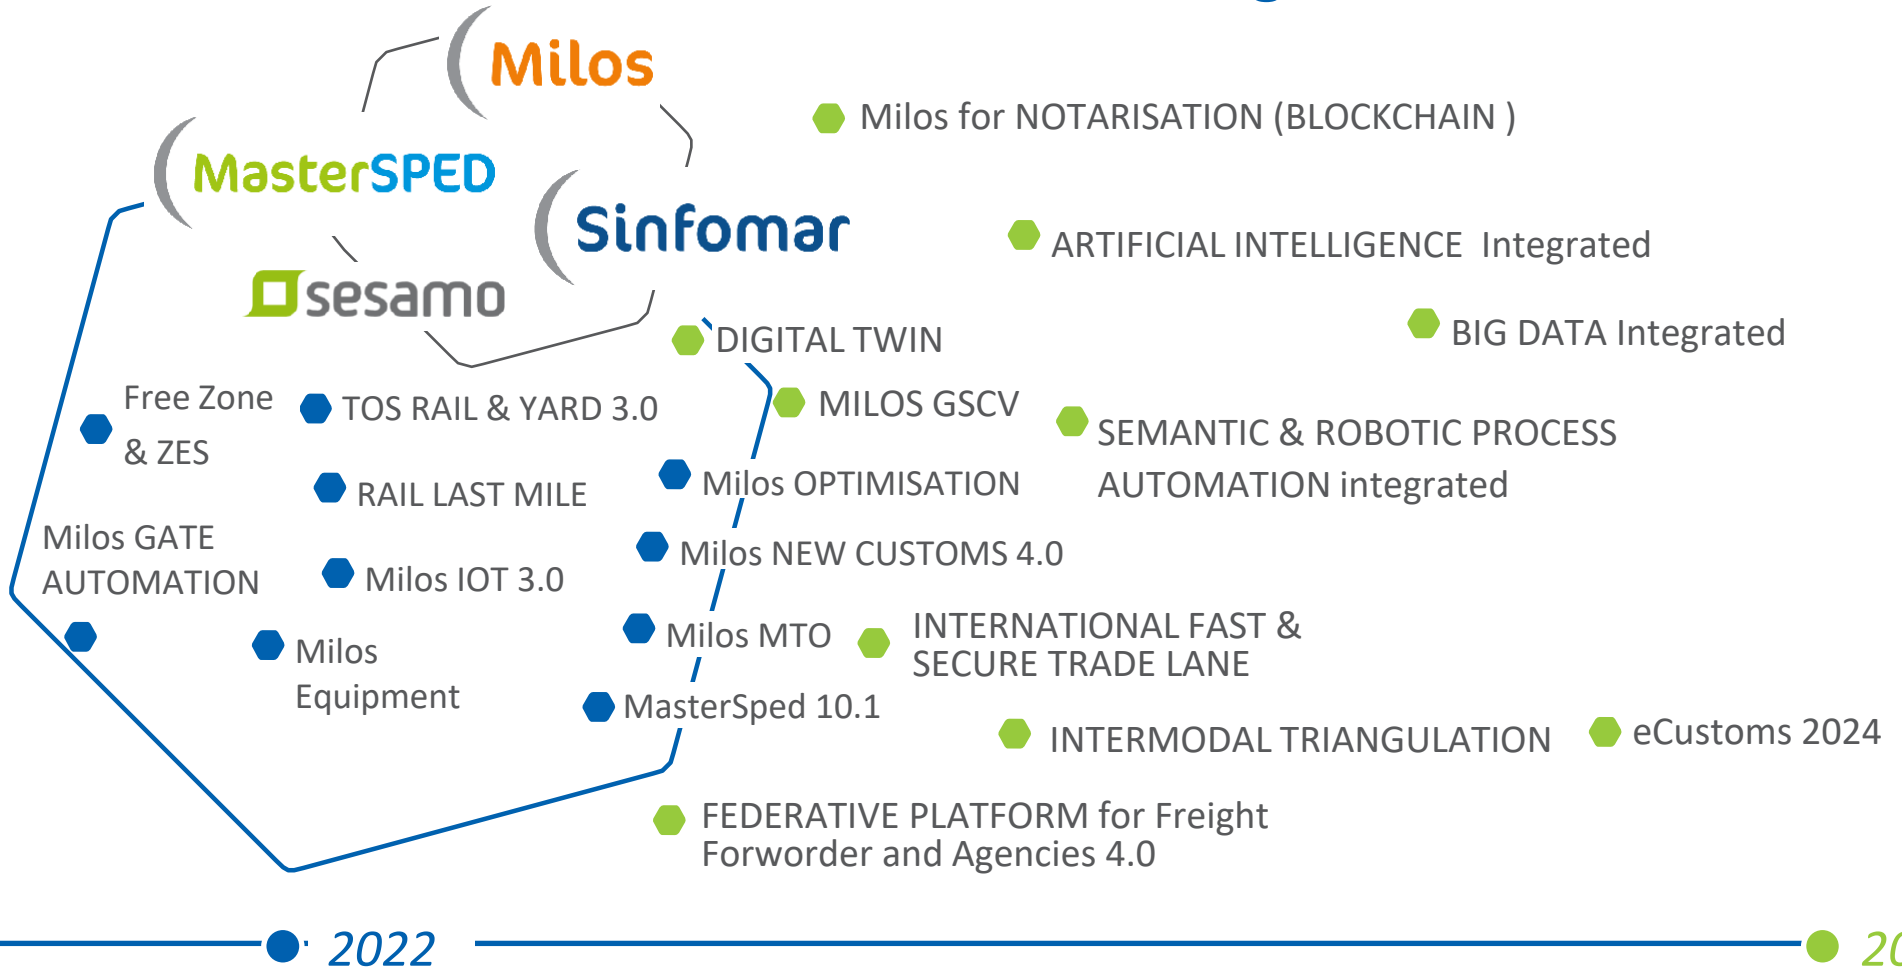 Milos
MasterSPED
Sinfomar
sesamo
Milos for NOTARISATION (BLOCKCHAIN )
ARTIFICIAL INTELLIGENCE Integrated
BIG DATA Integrated
DIGITAL TWIN
MILOS GSCV
SEMANTIC & ROBOTIC PROCESS
AUTOMATION integrated
Free Zone
& ZES
TOS RAIL & YARD 3.0
RAIL LAST MILE
Milos OPTIMISATION
Milos GATE
AUTOMATION
Milos IOT 3.0
Milos NEW CUSTOMS 4.0
Milos
Equipment
Milos MTO
INTERNATIONAL FAST &
SECURE TRADE LANE
MasterSped 10.1
INTERMODAL TRIANGULATION
eCustoms 2024
FEDERATIVE PLATFORM for Freight
Forworder and Agencies 4.0
2022